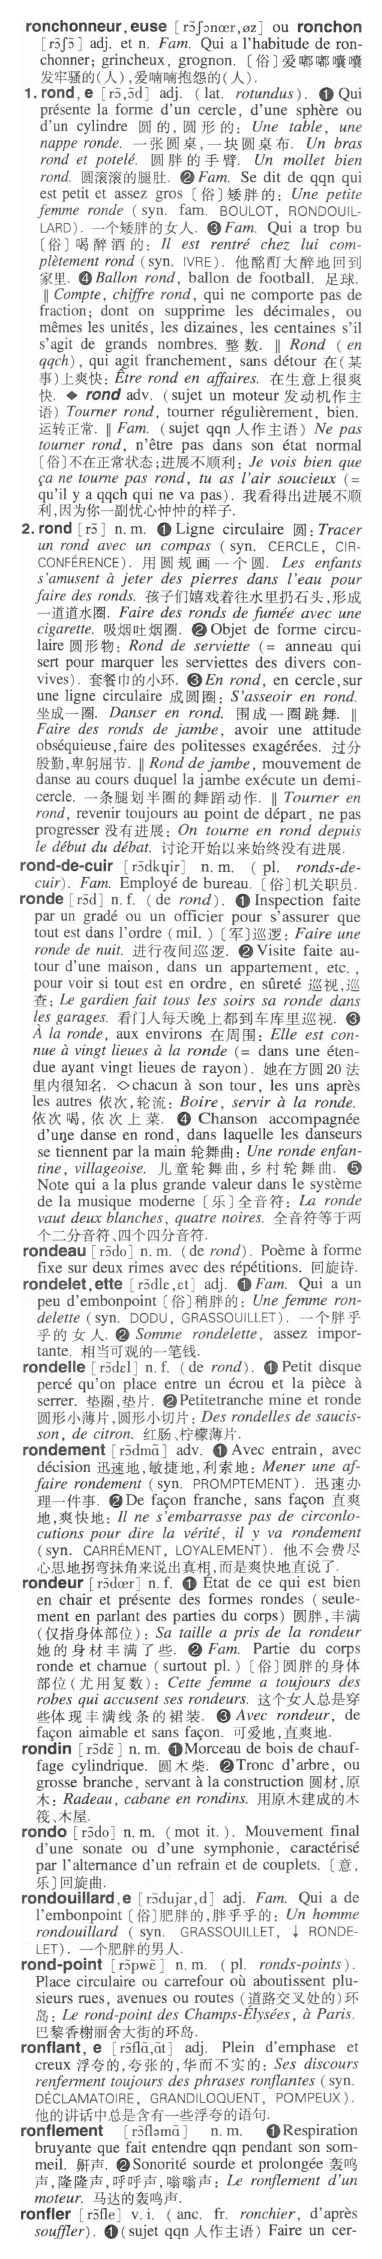 ronchonneur, euse [rɔ̃ʃɔnœr,øz] ou ronchon
[rɔ̃ʃɔ̃] adj. et n. Fam. Qui a l'habitude de ron-
chonner; grincheux, grognon. 〔俗〕爱嘟嘟囔囔
发牢骚的(人),爱喃喃抱怨的(人).
1. rond, e [rɔ̃,ɔ̃d] adj. (lat. rotundus). ❶ Qui
présente la forme d'un cercle, d'une sphère ou
d'un cylindre 圆的,圆形的: Une table, une
nappe ronde. 一张圆桌,一块圆桌布. Un bras
rond et potelé. 圆胖的手臂. Un mollet bien
rond. 圆滚滚的腿肚. ❷ Fam. Se dit de qqn qui
est petit et assez gros〔俗〕矮胖的: Une petite
femme ronde (syn. fam. BOULOT, RONDOUIL-
LARD). 一个矮胖的女人. ❸ Fam. Qui a trop bu
〔俗〕喝醉酒的: Il est rentré chez lui com-
plètement rond (syn. IVRE). 他酩酊大醉地回到
家里. ❹ Ballon rond, ballon de football. 足球.
‖ Compte, chiffre rond, qui ne comporte pas de
fraction; dont on supprime les décimales, ou
mêmes les unités, les dizaines, les centaines s'il
s'agit de grands nombres. 整数. ‖ Rond (en
qqch), qui agit franchement, sans détour 在(某
事)上爽快: Être rond en affaires. 在生意上很爽
快. ◆ rond adv. (sujet un moteur 发动机作主
语) Tourner rond, tourner régulièrement, bien.
运转正常. ‖ Fam. (sujet qqn 人作主语) Ne pas
tourner rond, n'être pas dans son état normal
〔俗〕不在正常状态;进展不顺利: Je vois bien que
ça ne tourne pas rond, tu as l'air soucieux (=
qu'il y a qqch qui ne va pas). 我看得出进展不顺
利,因为你一副忧心忡忡的样子.
2. rond [rɔ̃] n. m. ❶ Ligne circulaire 圆: Tracer
un rond avec un compas (syn. CERCLE, CIR-
CONFÉRENCE). 用圆规画一个圆. Les enfants
s'amusent à jeter des pierres dans l'eau pour
faire des ronds. 孩子们嬉戏着往水里扔石头,形成
一道道水圈. Faire des ronds de fumée avec une
cigarette. 吸烟吐烟圈. ❷ Objet de forme circu-
laire 圆形物: Rond de serviette (= anneau qui
sert pour marquer les serviettes des divers con-
vives). 套餐巾的小环. ❸ En rond, en cercle,sur
une ligne circulaire 成圆圈: S'asseoir en rond.
坐成一圈. Danser en rond. 围成一圈跳舞. ‖
Faire des ronds de jambe, avoir une attitude
obséquieuse,faire des politesses exagérées. 过分
殷勤,卑躬屈节. ‖ Rond de jambe, mouvement de
danse au cours duquel la jambe exécute un demi-
cercle. 一条腿划半圈的舞蹈动作. ‖ Tourner en
rond, revenir toujours au point de départ, ne pas
progresser 没有进展: On tourne en rond depuis
le début du débat. 讨论开始以来始终没有进展.
rond-de-cuir [rɔ̃dkɥir] n. m. (pl. ronds-de-
cuir). Fam. Employé de bureau. 〔俗〕机关职员.
ronde [rɔ̃d] n. f. (de rond). ❶ Inspection faite
par un gradé ou un officier pour s'assurer que
tout est dans l'ordre (mil.)〔军〕巡逻: Faire une
ronde de nuit. 进行夜间巡逻. ❷ Visite faite au-
tour d'une maison, dans un appartement, etc.,
pour voir si tout est en ordre, en sûreté 巡视,巡
查: Le gardien fait tous les soirs sa ronde dans
les garages. 看门人每天晚上都到车库里巡视. ❸
À la ronde, aux environs 在周围: Elle est con-
nue à vingt lieues à la ronde (= dans une éten-
due ayant vingt lieues de rayon). 她在方圆 20 法
里内很知名. ◇chacun à son tour, les uns après
les autres 依次,轮流: Boire, servir à la ronde.
依次喝,依次上菜. ❹ Chanson accompagnée
d'une danse en rond, dans laquelle les danseurs
se tiennent par la main 轮舞曲: Une ronde enfan-
tine, villageoise. 儿童轮舞曲,乡村轮舞曲. ❺
Note qui a la plus grande valeur dans le système
de la musique moderne〔乐〕全音符: La ronde
vaut deux blanches, quatre noires. 全音符等于两
个二分音符、四个四分音符.
rondeau [rɔ̃do] n. m. (de rond). Poème à forme
fixe sur deux rimes avec des répétitions. 回旋诗.
rondelet, ette [rɔ̃dlɛ,ɛt] adj. ❶ Fam. Qui a un
peu d'embonpoint〔俗〕稍胖的: Une femme ron-
delette (syn. DODU, GRASSOUILLET). 一个胖乎
乎的女人. ❷ Somme rondelette, assez impor-
tante. 相当可观的一笔钱.
rondelle [rɔ̃dɛl] n. f. (de rond). ❶ Petit disque
percé qu'on place entre un écrou et la pièce à
serrer. 垫圈,垫片. ❷ Petitetranche mine et ronde
圆形小薄片,圆形小切片: Des rondelles de saucis-
son, de citron. 红肠、柠檬薄片.
rondement [rɔ̃dmɑ̃] adv. ❶ Avec entrain, avec
décision 迅速地,敏捷地,利索地: Mener une af-
faire rondement (syn. PROMPTEMENT). 迅速办
理一件事. ❷ De façon franche, sans façon 直爽
地,爽快地: Il ne s'embarrasse pas de circonlo-
cutions pour dire la vérité, il y va rondement
(syn. CARRÉMENT, LOYALEMENT). 他不会费尽
心思地拐弯抹角来说出真相,而是爽快地直说了.
rondeur [rɔ̃dœr] n. f. ❶ État de ce qui est bien
en chair et présente des formes rondes (seule-
ment en parlant des parties du corps) 圆胖,丰满
(仅指身体部位): Sa taille a pris de la rondeur
她的身材丰满了些. ❷ Fam. Partie du corps
ronde et charnue (surtout pl.)〔俗〕圆胖的身体
部位(尤用复数): Cette femme a toujours des
robes qui accusent ses rondeurs. 这个女人总是穿
些体现丰满线条的裙装. ❸ Avec rondeur, de
façon aimable et sans façon. 可爱地,直爽地.
rondin [rɔ̃dɛ̃] n. m. ❶ Morceau de bois de chauf-
fage cylindrique. 圆木柴. ❷ Tronc d'arbre, ou
grosse branche, servant à la construction 圆材,原
木: Radeau, cabane en rondins. 用原木建成的木
筏、木屋.
rondo [rɔ̃do] n. m. (mot it.). Mouvement final
d'une sonate ou d'une symphonie, caractérisé
par l'alternance d'un refrain et de couplets. 〔意,
乐〕回旋曲.
rondouillard,e [rɔ̃dujar,d] adj. Fam. Qui a de
l'embonpoint〔俗〕肥胖的,胖乎乎的: Un homme
rondouillard (syn. GRASSOUILLET, ↓ RONDE-
LET). 一个肥胖的男人.
rond-point [rɔ̃pwɛ̃] n. m. (pl. ronds-points).
Place circulaire ou carrefour où aboutissent plu-
sieurs rues, avenues ou routes (道路交叉处的)环
岛: Le rond-point des Champs-Élysées, à Paris.
巴黎香榭丽舍大街的环岛.
ronflant, e [rɔ̃flɑ̃,ɑ̃t] adj. Plein d'emphase et
creux 浮夸的,夸张的,华而不实的: Ses discours
renferment toujours des phrases ronflantes (syn.
DÉCLAMATOIRE, GRANDILOQUENT, POMPEUX).
他的讲话中总是含有一些浮夸的语句.
ronflement [rɔ̃fləmɑ̃] n. m. ❶ Respiration
bruyante que fait entendre qqn pendant son som-
meil. 鼾声. ❷ Sonorité sourde et prolongée 轰鸣
声,隆隆声,呼呼声,嗡嗡声: Le ronflement d'un
moteur. 马达的轰鸣声.
ronfler [rɔ̃fle] v. i. (anc. fr. ronchier, d'après
souffler). ❶ (sujet qqn 人作主语) Faire un cer-